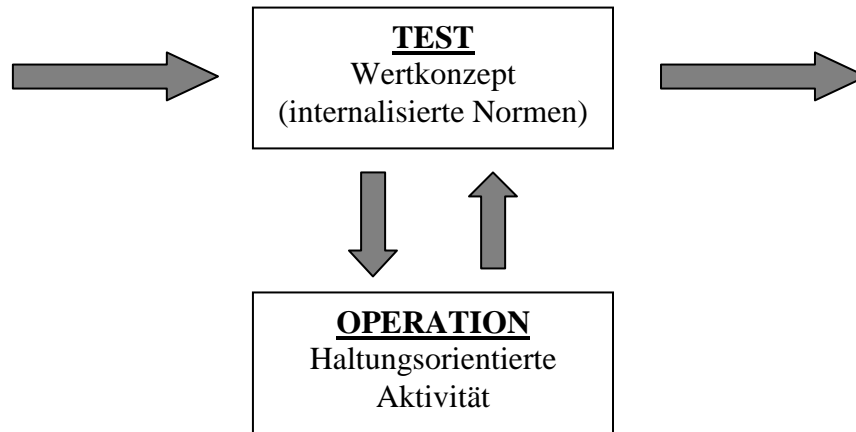 TEST
Wertkonzept
(internalisierte Normen)
OPERATION
Haltungsorientierte
Aktivität